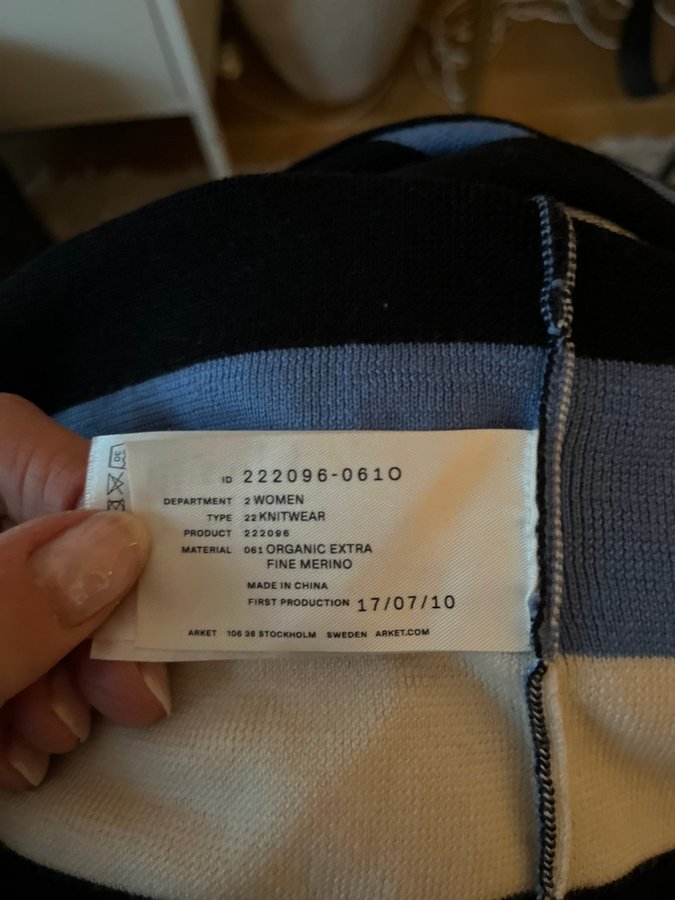 30
ID 222096-0610
DEPARTMENT 2 WOMEN
TYPE 22 KNITWEAR
PRODUCT 222096
MATERIAL 061 ORGANIC EXTRA
FINE MERINO
MADE IN CHINA
FIRST PRODUCTION 17/07/10
ARKET 106 38 STOCKHOLM SWEDEN ARKET.COM